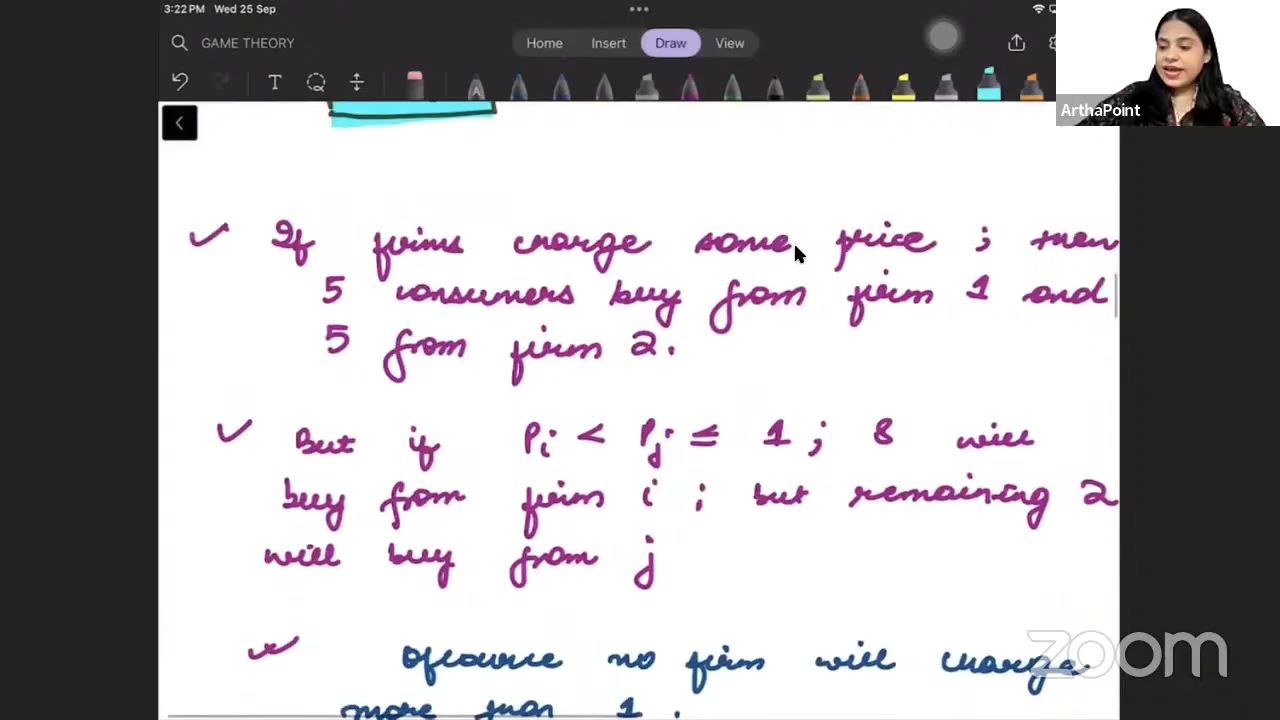 3:22 PM Wed 25 Sep
GAME THEORY
Home Insert Draw View
ArthaPoint
If firms charge same price ; then
5 consumers buy from firm 1 and
5 from firm 2.
But if Pi < Pj ≤ 1 ; 8 will
buy from firm i ; but remaining 2
will buy from j
ofcourse no firm will charge
more than 1 .
zoom